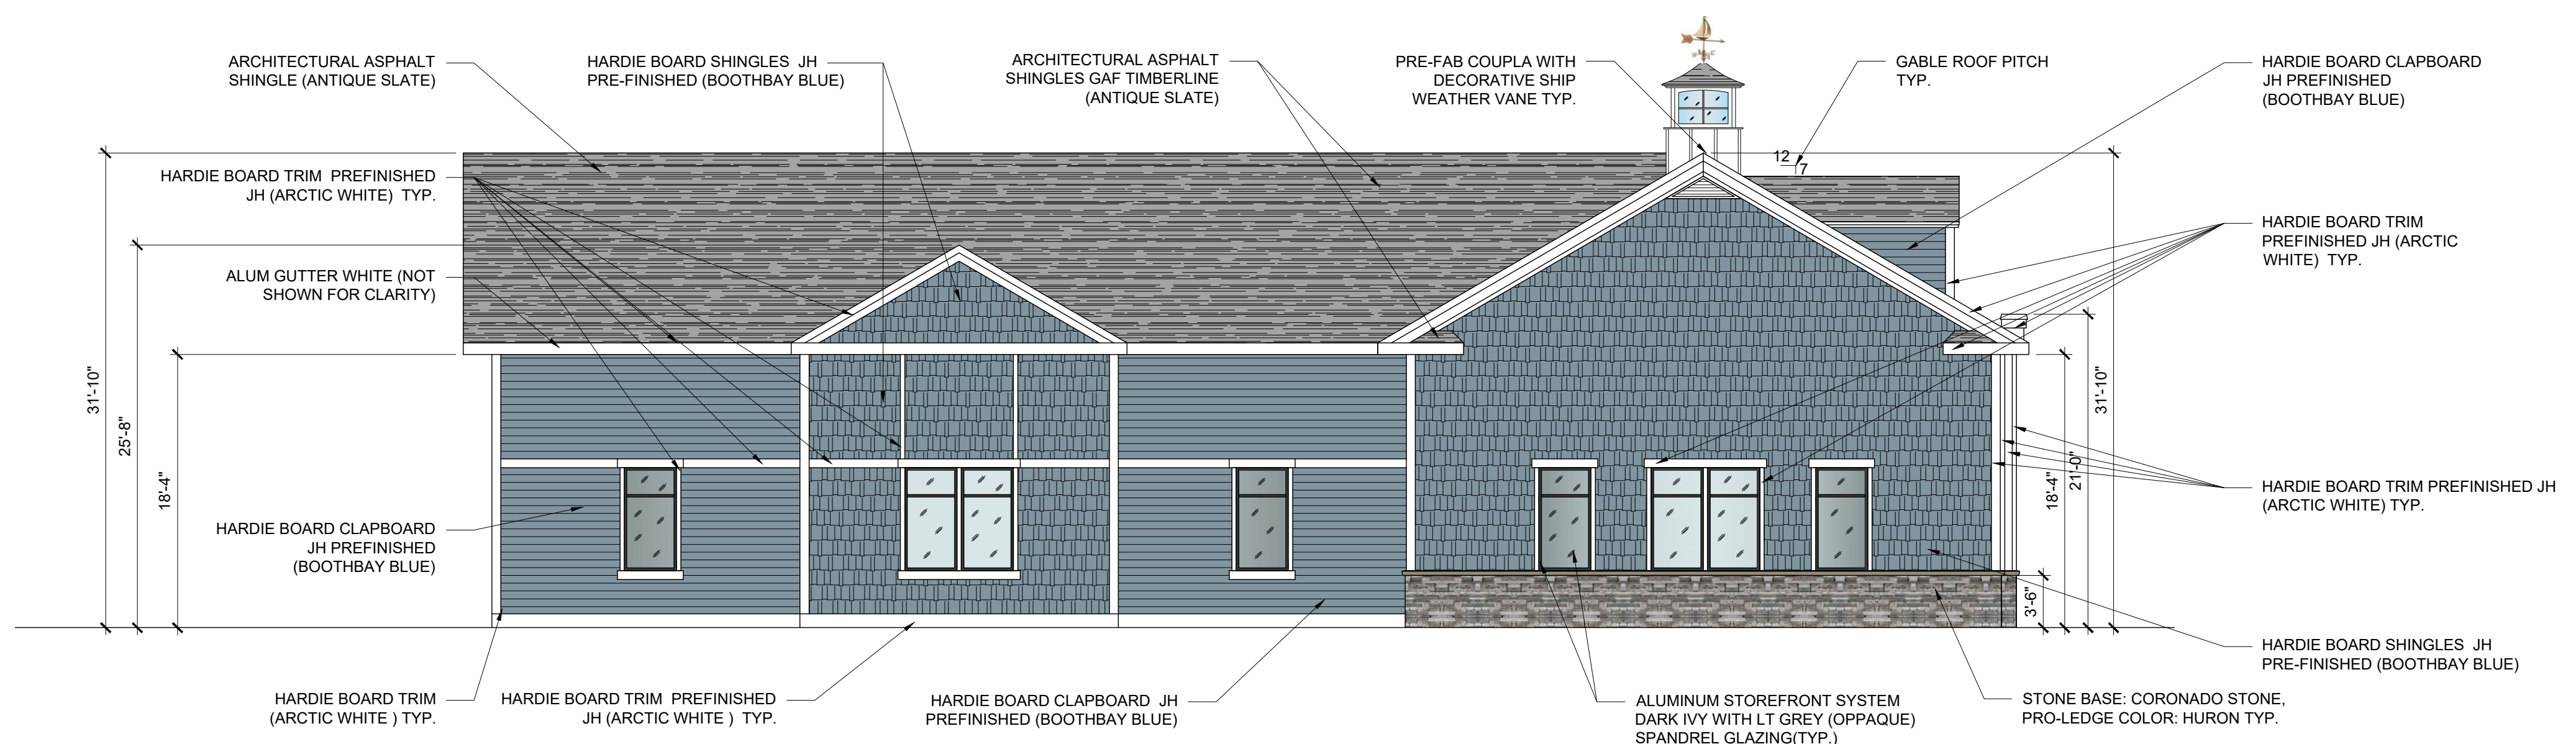 ARCHITECTURAL ASPHALT
SHINGLE (ANTIQUE SLATE)
HARDIE BOARD SHINGLES JH
PRE-FINISHED (BOOTHBAY BLUE)
ARCHITECTURAL ASPHALT
SHINGLES GAF TIMBERLINE
(ANTIQUE SLATE)
PRE-FAB COUPLA WITH
DECORATIVE SHIP
WEATHER VANE TYP.
GABLE ROOF PITCH
TYP.
HARDIE BOARD CLAPBOARD
JH PREFINISHED
(BOOTHBAY BLUE)
12
7
HARDIE BOARD TRIM PREFINISHED
JH (ARCTIC WHITE) TYP.
HARDIE BOARD TRIM
PREFINISHED JH (ARCTIC
WHITE) TYP.
ALUM GUTTER WHITE (NOT
SHOWN FOR CLARITY)
31'-10"
25'-8"
18'-4"
31'-10"
21'-0"
18'-4"
3'-6"
HARDIE BOARD CLAPBOARD
JH PREFINISHED
(BOOTHBAY BLUE)
HARDIE BOARD TRIM PREFINISHED JH
(ARCTIC WHITE) TYP.
HARDIE BOARD SHINGLES JH
PRE-FINISHED (BOOTHBAY BLUE)
HARDIE BOARD TRIM
(ARCTIC WHITE ) TYP.
HARDIE BOARD TRIM PREFINISHED
JH (ARCTIC WHITE ) TYP.
HARDIE BOARD CLAPBOARD JH
PREFINISHED (BOOTHBAY BLUE)
ALUMINUM STOREFRONT SYSTEM
DARK IVY WITH LT GREY (OPPAQUE)
SPANDREL GLAZING(TYP.)
STONE BASE: CORONADO STONE,
PRO-LEDGE COLOR: HURON TYP.